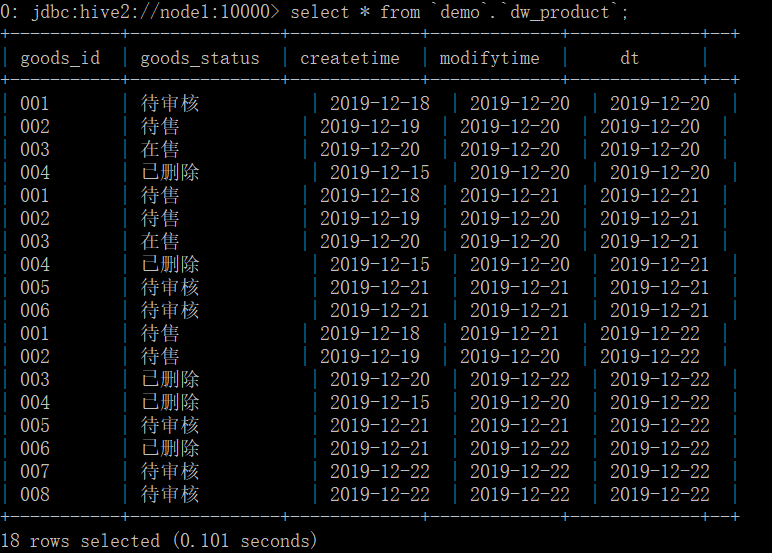 0: jdbc:hive2://node1:10000> select * from `demo`.`dw_product`;
+-----------+---------------+-------------+-------------+-------------+--+
| goods_id | goods_status | createtime | modifytime | dt |
+-----------+---------------+-------------+-------------+-------------+--+
| 001 | 待审核 | 2019-12-18 | 2019-12-20 | 2019-12-20 |
| 002 | 待售 | 2019-12-19 | 2019-12-20 | 2019-12-20 |
| 003 | 在售 | 2019-12-20 | 2019-12-20 | 2019-12-20 |
| 004 | 已删除 | 2019-12-15 | 2019-12-20 | 2019-12-20 |
| 001 | 待售 | 2019-12-18 | 2019-12-21 | 2019-12-21 |
| 002 | 待售 | 2019-12-19 | 2019-12-20 | 2019-12-21 |
| 003 | 在售 | 2019-12-20 | 2019-12-20 | 2019-12-21 |
| 004 | 已删除 | 2019-12-15 | 2019-12-20 | 2019-12-21 |
| 005 | 待审核 | 2019-12-21 | 2019-12-21 | 2019-12-21 |
| 006 | 待审核 | 2019-12-21 | 2019-12-21 | 2019-12-21 |
| 001 | 待售 | 2019-12-18 | 2019-12-21 | 2019-12-22 |
| 002 | 待售 | 2019-12-19 | 2019-12-20 | 2019-12-22 |
| 003 | 已删除 | 2019-12-20 | 2019-12-22 | 2019-12-22 |
| 004 | 已删除 | 2019-12-15 | 2019-12-20 | 2019-12-22 |
| 005 | 待审核 | 2019-12-21 | 2019-12-21 | 2019-12-22 |
| 006 | 已删除 | 2019-12-21 | 2019-12-22 | 2019-12-22 |
| 007 | 待审核 | 2019-12-22 | 2019-12-22 | 2019-12-22 |
| 008 | 待审核 | 2019-12-22 | 2019-12-22 | 2019-12-22 |
+-----------+---------------+-------------+-------------+-------------+--+
18 rows selected (0.101 seconds)